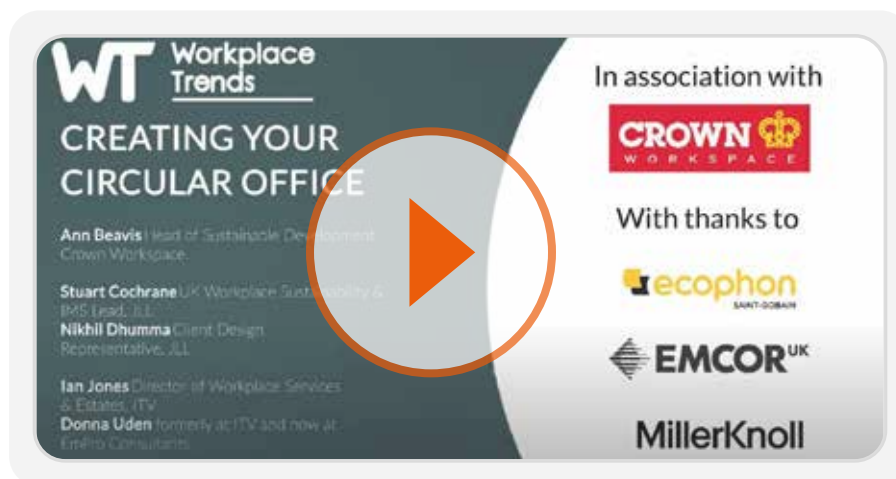 WT Workplace
Trends
CREATING YOUR
CIRCULAR OFFICE
Ann Beavis Head of Sustainable Development
Crown Workspace
Stuart Cochrane UK Workplace Sustainability &
IMS Lead, JLL
Nikhil Dhumma Client Design
Representative, JLL
Ian Jones Director of Workplace Services
& Estates, ITV
Donna Uden formerly at ITV and now at
EmPro Consultants
In association with
CROWN
WORKSPACE
With thanks to
ecophon
SAINT-GOBAIN
EMCOR UK
MillerKnoll